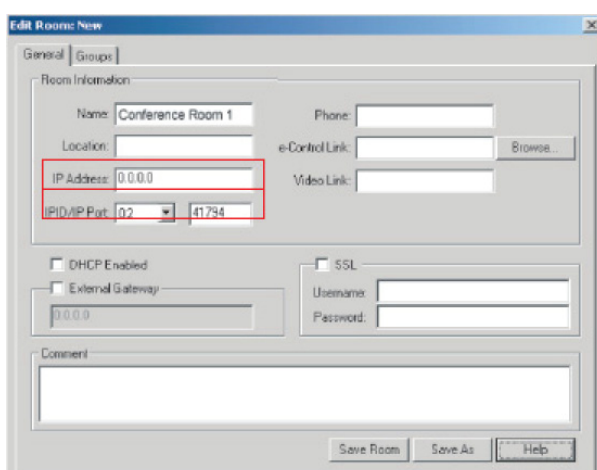 Edit Room: New
General Groups
Room Information
Name: Conference Room 1 Phone:
Location: e-Control Link: Browse...
IP Address: 0.0.0.0 Video Link:
IPID/IP Port: 02 41794
DHCP Enabled SSL
External Gateway Username:
0.0.0.0 Password:
Comment
Save Room Save As Help